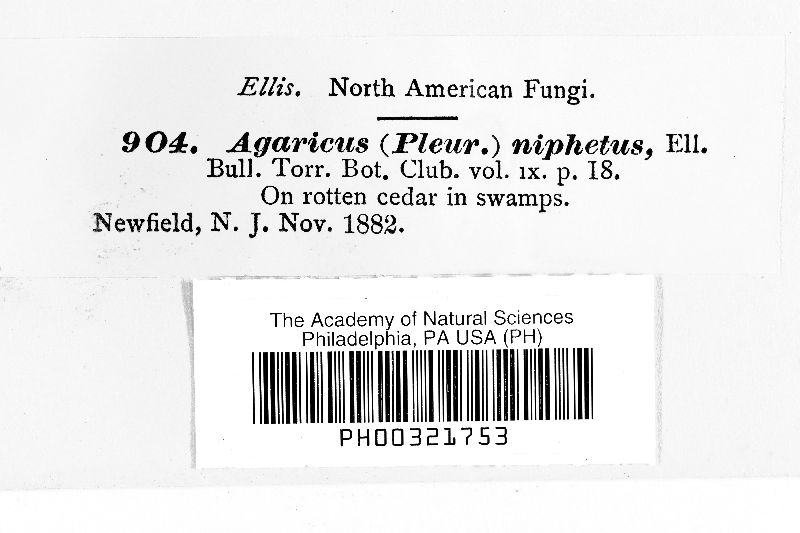 Ellis. North American Fungi.
904. Agaricus (Pleur.) niphetus, Ell.
Bull. Torr. Bot. Club. vol. ix. p. 18.
On rotten cedar in swamps.
Newfield, N. J. Nov. 1882.
The Academy of Natural Sciences
Philadelphia, PA USA (PH)
PH00321753